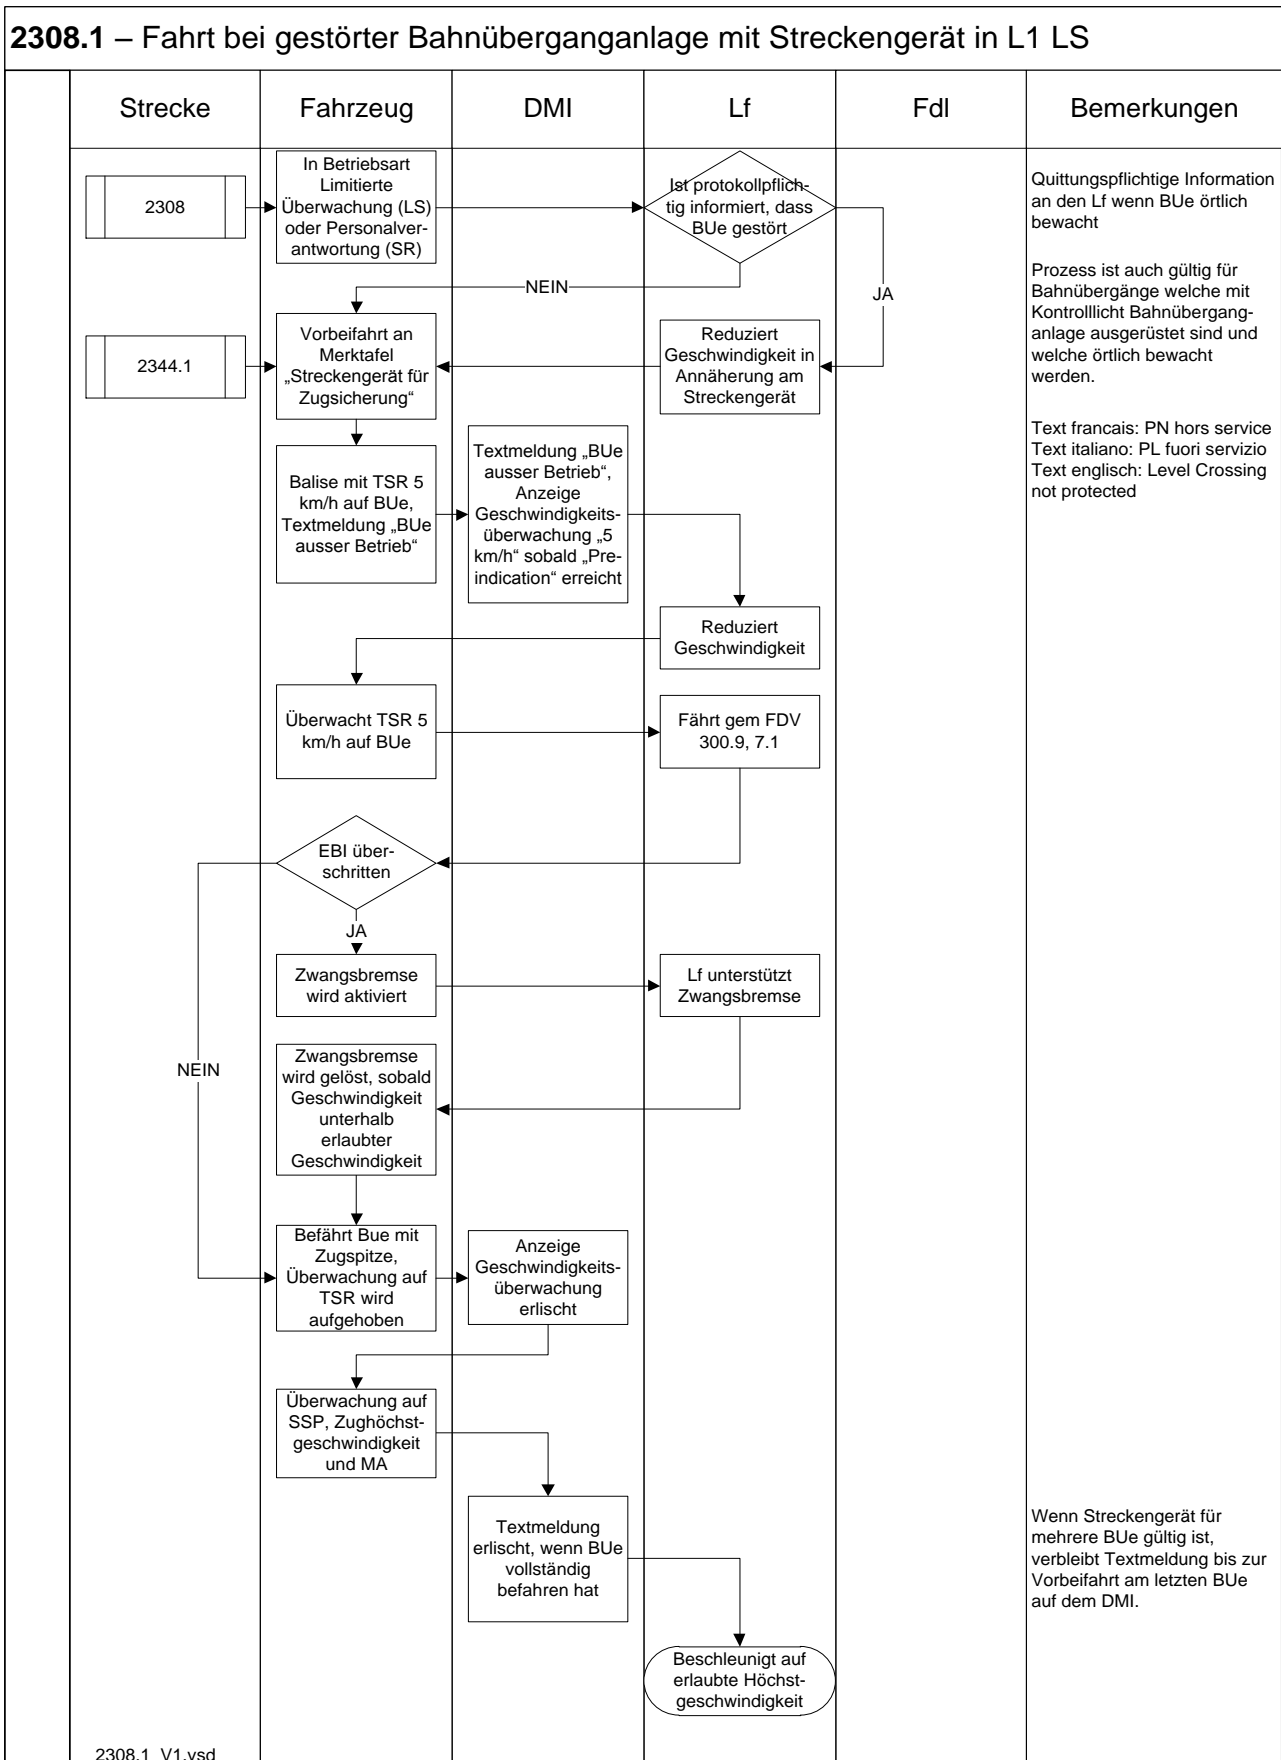 2308.1 – Fahrt bei gestörter Bahnüberganganlage mit Streckengerät in L1 LS
Strecke
Fahrzeug
DMI
Lf
Fdl
Bemerkungen
2308
In Betriebsart
Limitierte
Überwachung (LS)
oder Personalver-
antwortung (SR)
Ist protokollpflich-
tig informiert, dass
BUe gestört
Quittungspflichtige Information
an den Lf wenn BUe örtlich
bewacht
NEIN
JA
Prozess ist auch gültig für
Bahnübergänge welche mit
Kontrolllicht Bahnübergang-
anlage ausgerüstet sind und
welche örtlich bewacht
werden.
2344.1
Vorbeifahrt an
Merktafel
„Streckengerät für
Zugsicherung“
Reduziert
Geschwindigkeit in
Annäherung am
Streckengerät
Text francais: PN hors service
Text italiano: PL fuori servizio
Text englisch: Level Crossing
not protected
Balise mit TSR 5
km/h auf BUe,
Textmeldung „BUe
ausser Betrieb“
Textmeldung „BUe
ausser Betrieb“,
Anzeige
Geschwindigkeits-
überwachung „5
km/h“ sobald „Pre-
indication“ erreicht
Reduziert
Geschwindigkeit
Überwacht TSR 5
km/h auf BUe
Fährt gem FDV
300.9, 7.1
EBI über-
schritten
JA
Zwangsbremse
wird aktiviert
Lf unterstützt
Zwangsbremse
NEIN
Zwangsbremse
wird gelöst, sobald
Geschwindigkeit
unterhalb
erlaubter
Geschwindigkeit
Befährt Bue mit
Zugspitze,
Überwachung auf
TSR wird
aufgehoben
Anzeige
Geschwindigkeits-
überwachung
erlischt
Überwachung auf
SSP, Zughöchst-
geschwindigkeit
und MA
Textmeldung
erlischt, wenn BUe
vollständig
befahren hat
Wenn Streckengerät für
mehrere BUe gültig ist,
verbleibt Textmeldung bis zur
Vorbeifahrt am letzten BUe
auf dem DMI.
Beschleunigt auf
erlaubte Höchst-
geschwindigkeit
2308.1_V1.vsd